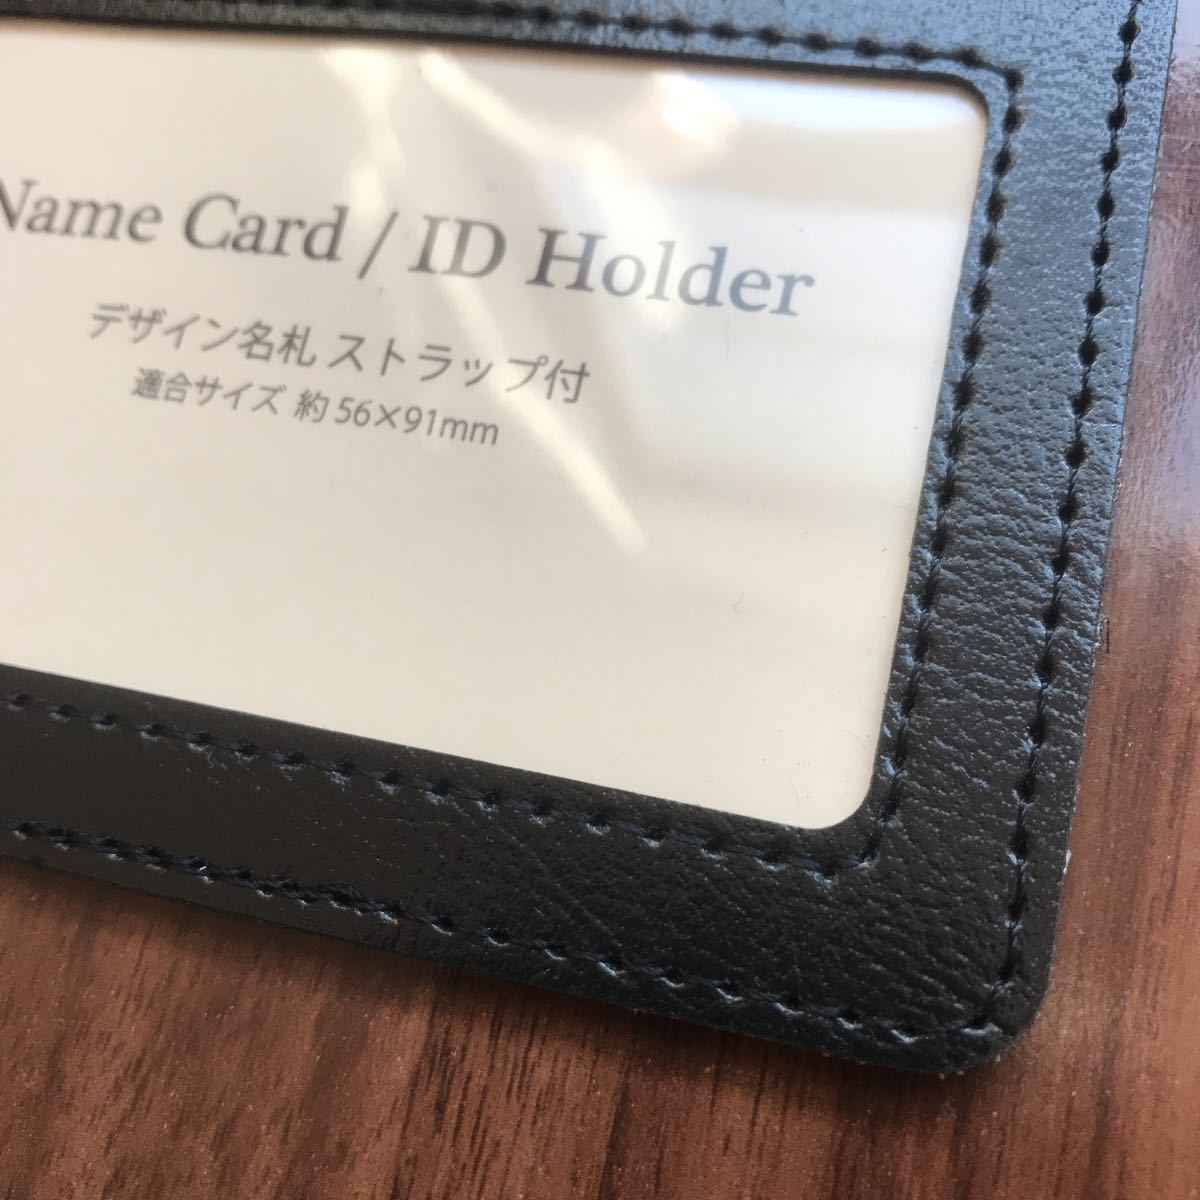 Name Card / ID Holder
デザイン名札 ストラップ付
適合サイズ 約 56×91mm